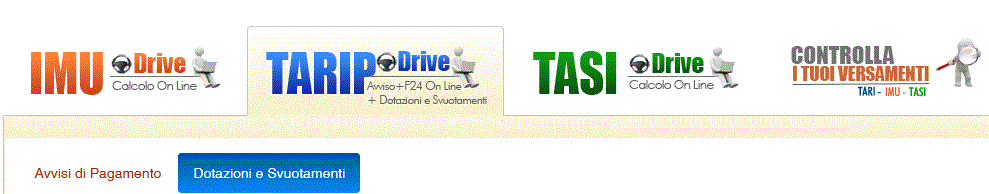 IMU Drive
Calcolo On Line
TARIP Drive
Avviso+F24 On Line
+ Dotazioni e Svuotamenti
TASI Drive
Calcolo On Line
CONTROLLA
I TUOI VERSAMENTI
TARI - IMU - TASI
Avvisi di Pagamento
Dotazioni e Svuotamenti